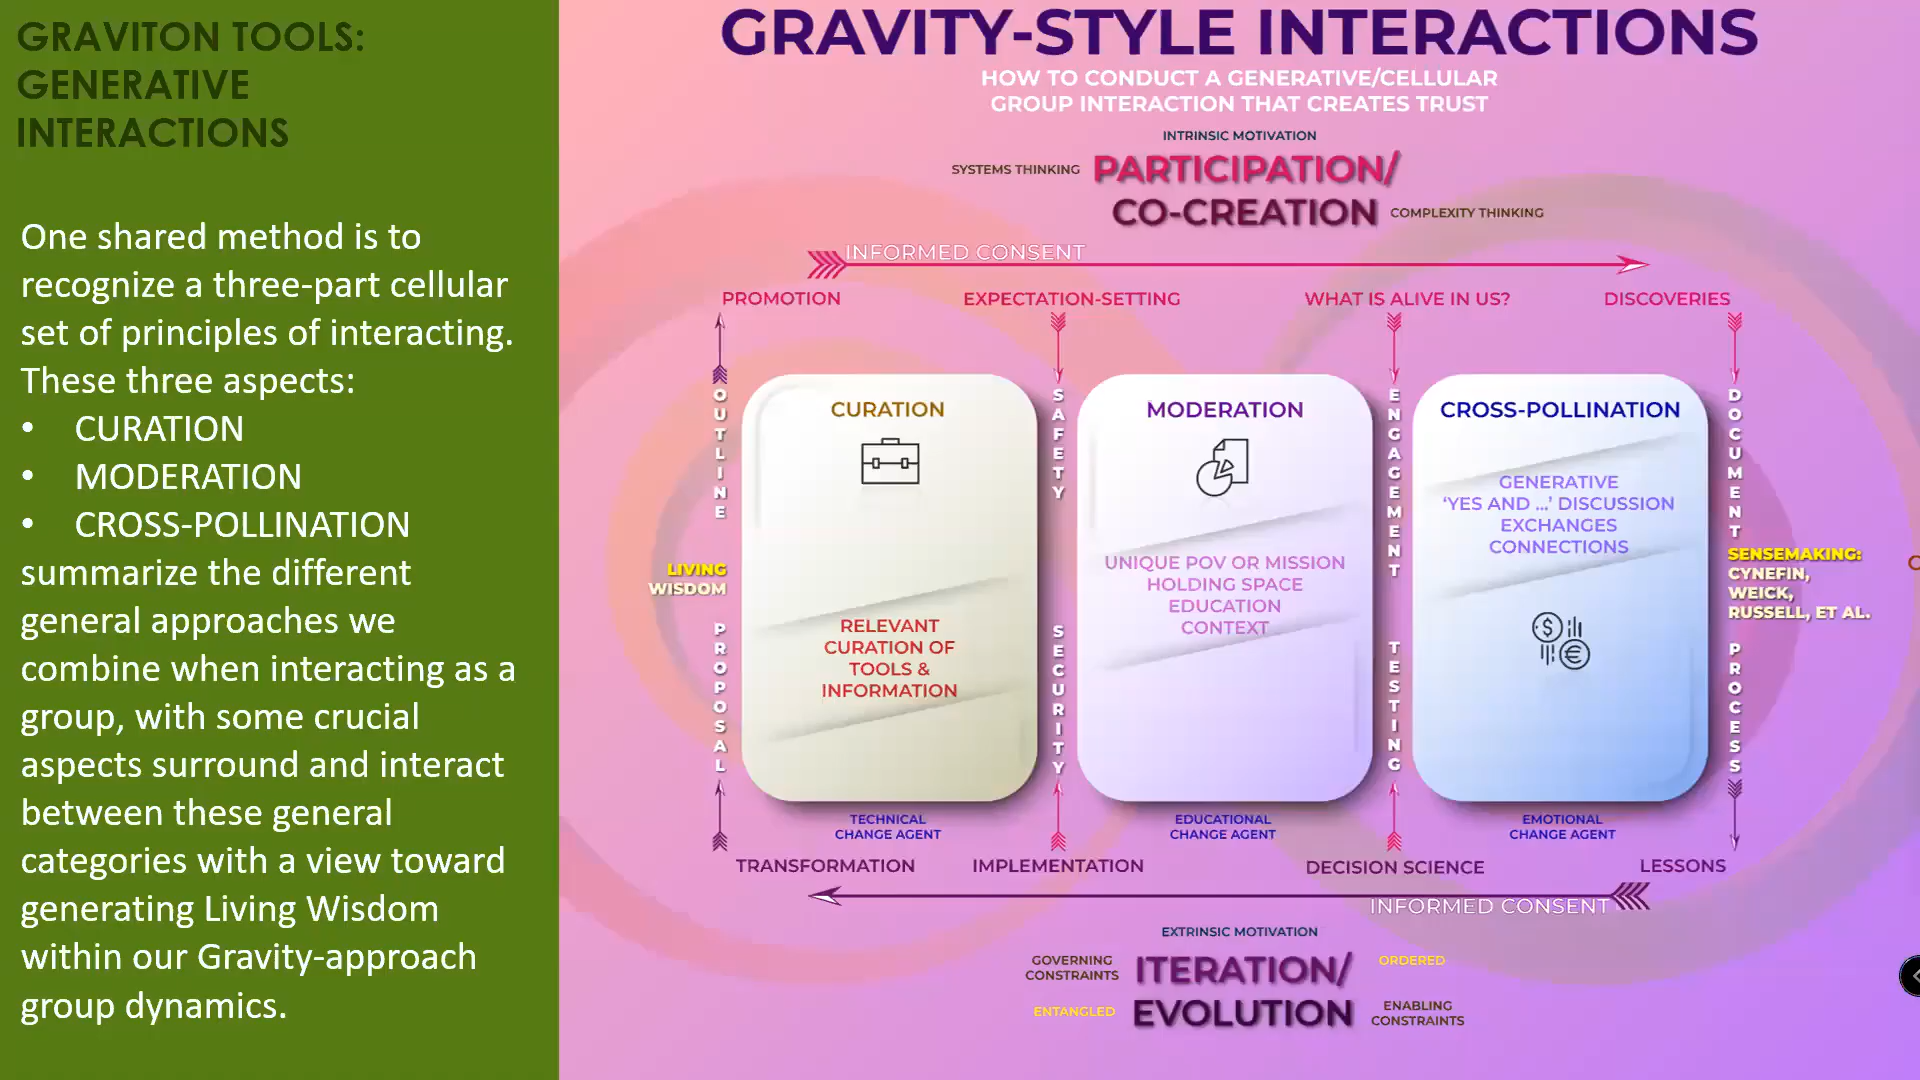 GRAVITON TOOLS:
GENERATIVE
INTERACTIONS
One shared method is to
recognize a three-part cellular
set of principles of interacting.
These three aspects:
• CURATION
• MODERATION
• CROSS-POLLINATION
summarize the different
general approaches we
combine when interacting as a
group, with some crucial
aspects surround and interact
between these general
categories with a view toward
generating Living Wisdom
within our Gravity-approach
group dynamics.
GRAVITY-STYLE INTERACTIONS
HOW TO CONDUCT A GENERATIVE/CELLULAR
GROUP INTERACTION THAT CREATES TRUST
INTRINSIC MOTIVATION
SYSTEMS THINKING
PARTICIPATION/
CO-CREATION
COMPLEXITY THINKING
INFORMED CONSENT
PROMOTION
EXPECTATION-SETTING
WHAT IS ALIVE IN US?
DISCOVERIES
OUTLINE
LIVING
WISDOM
PROPOSAL
CURATION
RELEVANT
CURATION OF
TOOLS &
INFORMATION
TECHNICAL
CHANGE AGENT
SAFETY
SECURITY
MODERATION
UNIQUE POV OR MISSION
HOLDING SPACE
EDUCATION
CONTEXT
EDUCATIONAL
CHANGE AGENT
ENGAGEMENT
TESTING
CROSS-POLLINATION
GENERATIVE
‘YES AND ...’ DISCUSSION
EXCHANGES
CONNECTIONS
$
€
EMOTIONAL
CHANGE AGENT
DOCUMENT
SENSEMAKING:
CYNEFIN,
WEICK,
RUSSELL, ET AL.
PROCESS
TRANSFORMATION
IMPLEMENTATION
DECISION SCIENCE
LESSONS
INFORMED CONSENT
EXTRINSIC MOTIVATION
GOVERNING
CONSTRAINTS
ITERATION/
EVOLUTION
ORDERED
ENTANGLED
ENABLING
CONSTRAINTS